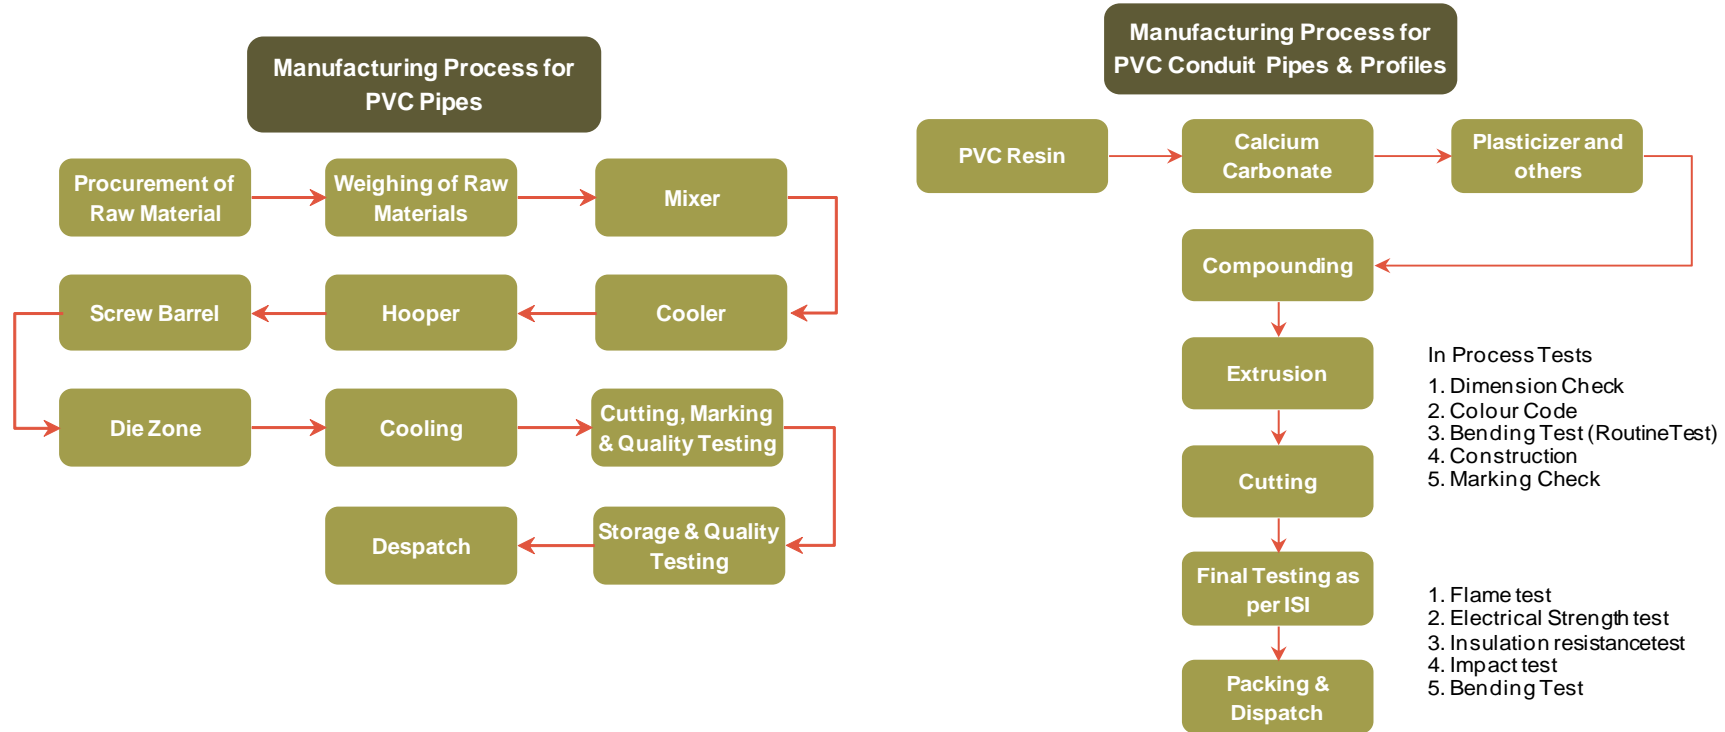 Manufacturing Process for
PVC Pipes
Procurement of
Raw Material
Weighing of Raw
Materials
Mixer
Screw Barrel
Hooper
Cooler
Die Zone
Cooling
Cutting, Marking
& Quality Testing
Despatch
Storage & Quality
Testing
Manufacturing Process for
PVC Conduit Pipes & Profiles
PVC Resin
Calcium
Carbonate
Plasticizer and
others
Compounding
Extrusion
In Process Tests
1. Dimension Check
2. Colour Code
3. Bending Test (Routine Test)
4. Construction
5. Marking Check
Cutting
Final Testing as
per ISI
1. Flame test
2. Electrical Strength test
3. Insulation resistancetest
4. Impact test
5. Bending Test
Packing &
Dispatch